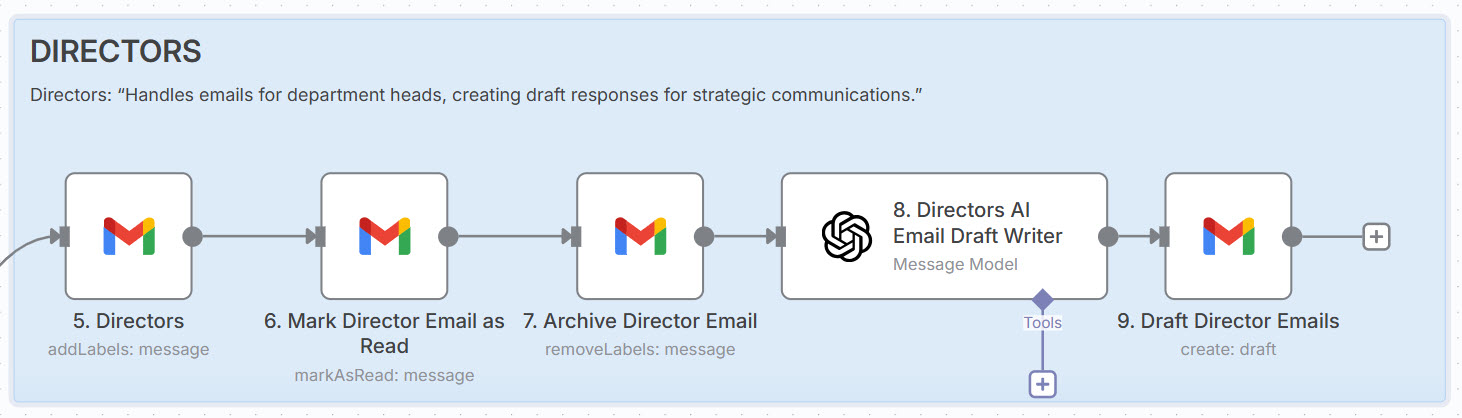 DIRECTORS
Directors: “Handles emails for department heads, creating draft responses for strategic communications.”
5. Directors
addLabels: message
6. Mark Director Email as
Read
markAsRead: message
7. Archive Director Email
removeLabels: message
8. Directors AI
Email Draft Writer
Message Model
Tools
9. Draft Director Emails
create: draft